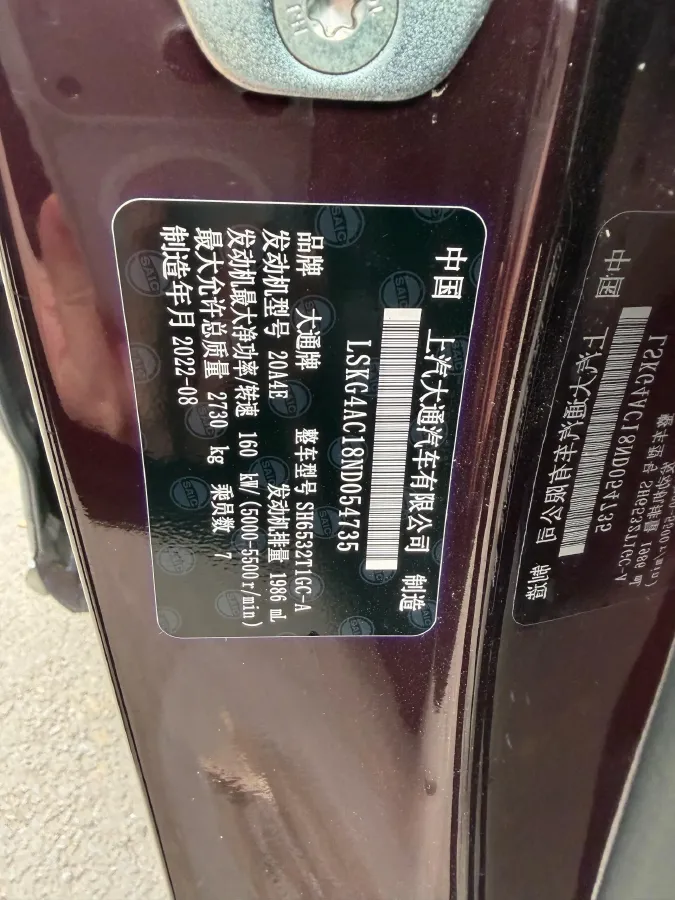 中国 上汽大通汽车有限公司 制造
LSKG4AC18ND054735
品牌 大通牌 整车型号 SH6532T1GC-A
发动机型号 20A4E 发动机排量 1986 mL
发动机最大净功率/转速 160 kW/(5000-5500r/min)
最大允许总质量 2730 kg 乘员数 7
制造年月 2022-08